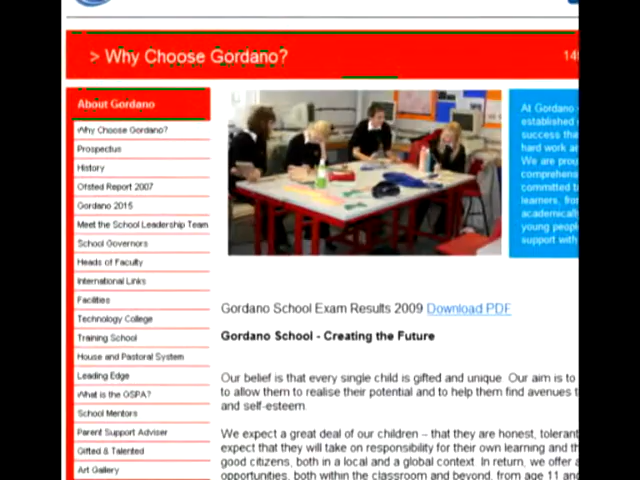 > Why Choose Gordano?
About Gordano
Why Choose Gordano?
Prospectus
History
Ofsted Report 2007
Gordano 2015
Meet the School Leadership Team
School Governors
Heads of Faculty
International Links
Facilities
Technology College
Training School
House and Pastoral System
Leading Edge
What is the GSPA?
School Mentors
Parent Support Adviser
Gifted & Talented
Art Gallery
At Gordano
established
success tha
hard work a
We are prou
comprehens
committed t
learners, fro
academically
young peopl
support with
Gordano School Exam Results 2009 Download PDF
Gordano School - Creating the Future
Our belief is that every single child is gifted and unique. Our aim is to
to allow them to realise their potential and to help them find avenues t
and self-esteem
We expect a great deal of our children – that they are honest, tolerant
expect that they will take on responsibility for their own learning and th
good citizens, both in a local and a global context. In return, we offer a
opportunities, both within the classroom and beyond, from age 11 and